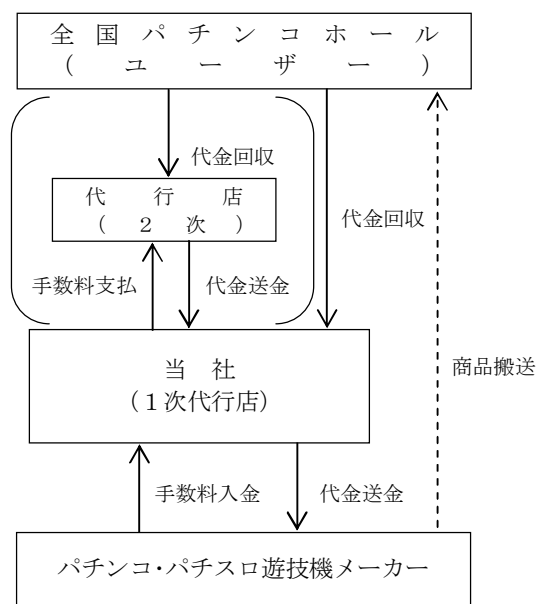 全国パチンコホール
(ユーザー)
代金回収
代行店
(2次)
代金回収
手数料支払
代金送金
当社
(1次代行店)
商品搬送
手数料入金
代金送金
パチンコ・パチスロ遊技機メーカー